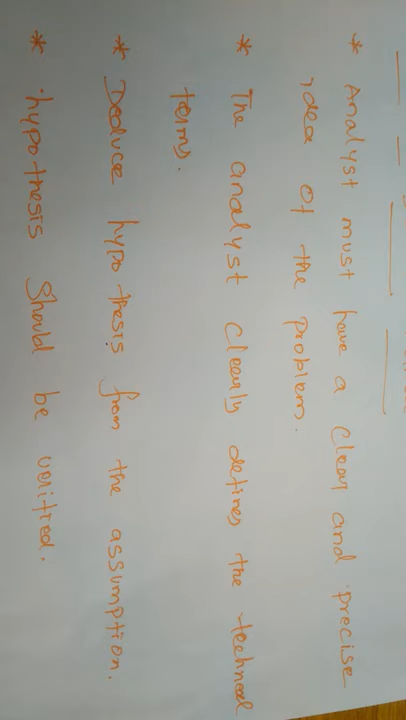 * Analyst must have a clear and precise
idea of the problem.
* The analyst clearly defines the technical
terms.
* Deduce hypothesis from the assumption.
* hypothesis should be verified.